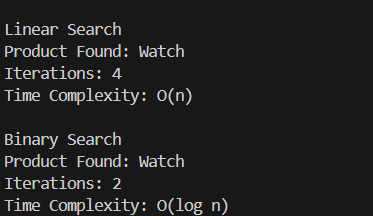 Linear Search
Product Found: Watch
Iterations: 4
Time Complexity: O(n)
Binary Search
Product Found: Watch
Iterations: 2
Time Complexity: O(log n)